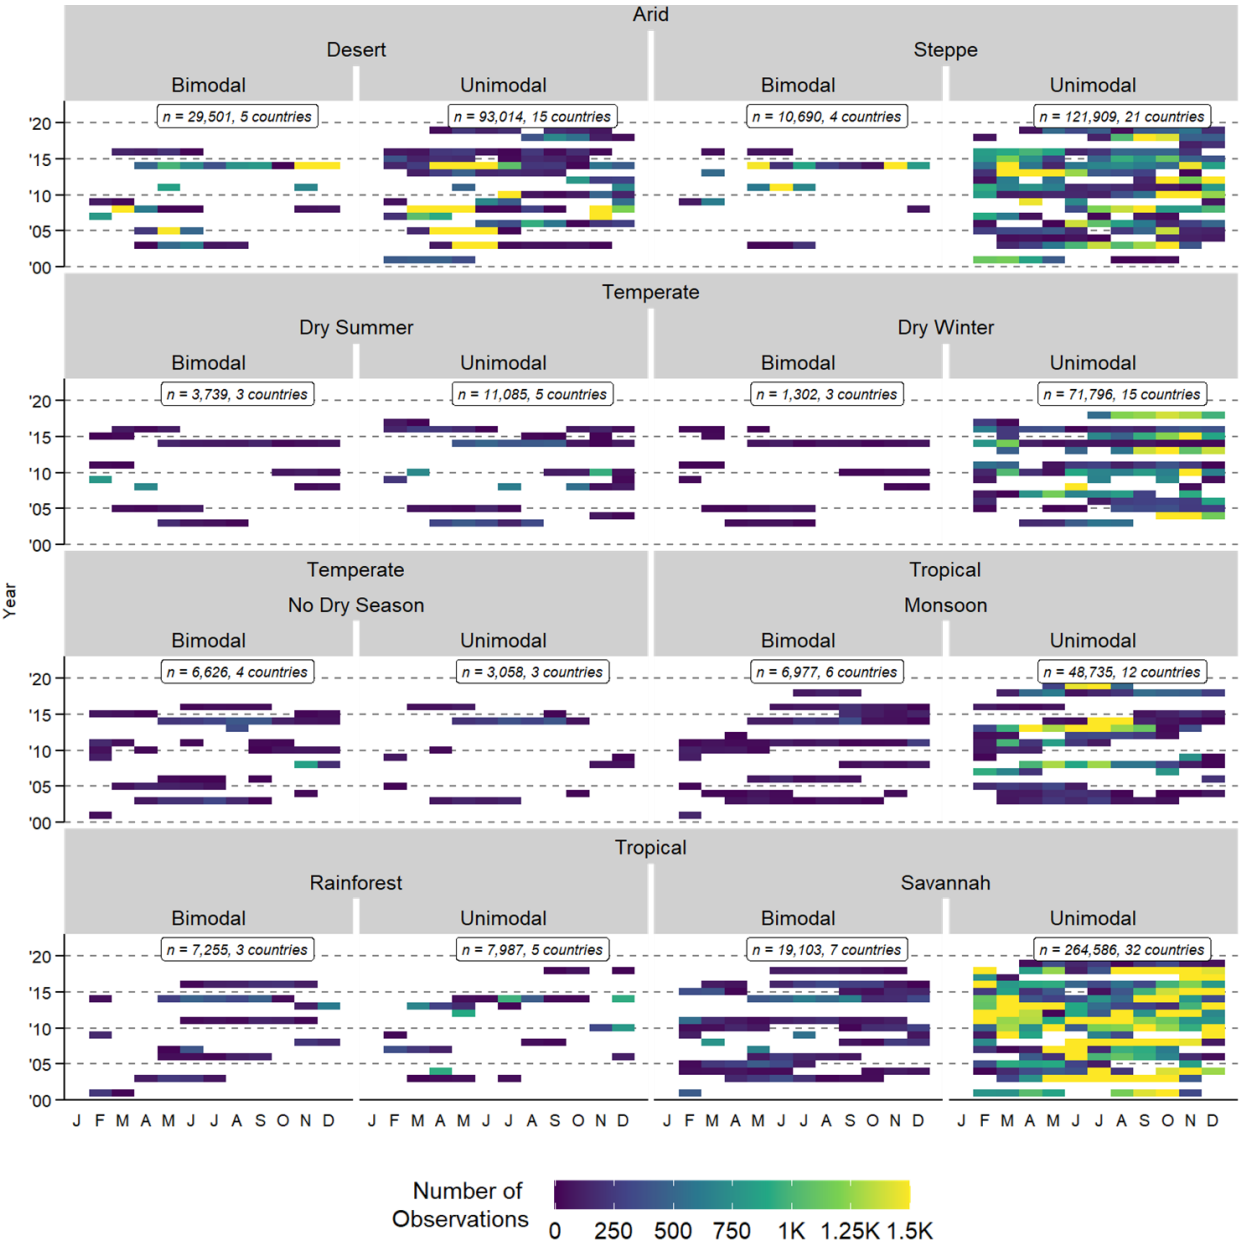 Arid
Desert Steppe
Bimodal Unimodal Bimodal Unimodal
n = 29,501, 5 countries n = 93,014, 15 countries n = 10,690, 4 countries n = 121,909, 21 countries
'20
'15
'10
'05
'00
Temperate
Dry Summer Dry Winter
Bimodal Unimodal Bimodal Unimodal
n = 3,739, 3 countries n = 11,085, 5 countries n = 1,302, 3 countries n = 71,796, 15 countries
'20
'15
'10
'05
'00
Year
Temperate Tropical
No Dry Season Monsoon
Bimodal Unimodal Bimodal Unimodal
n = 6,626, 4 countries n = 3,058, 3 countries n = 6,977, 6 countries n = 48,735, 12 countries
'20
'15
'10
'05
'00
Tropical
Rainforest Savannah
Bimodal Unimodal Bimodal Unimodal
n = 7,255, 3 countries n = 7,987, 5 countries n = 19,103, 7 countries n = 264,586, 32 countries
'20
'15
'10
'05
'00
J F M A M J J A S O N D J F M A M J J A S O N D J F M A M J J A S O N D J F M A M J J A S O N D
Number of
Observations
0 250 500 750 1K 1.25K 1.5K